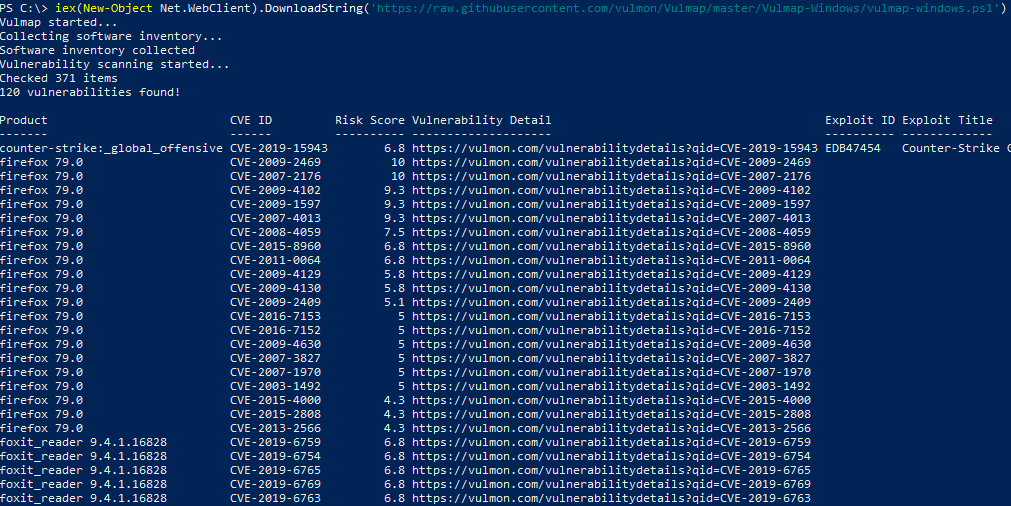 PS C:\> iex(New-Object Net.WebClient).DownloadString('https://raw.githubusercontent.com/vulmon/Vulmap/master/Vulmap-Windows/vulmap-windows.ps1')
Vulmap started...
Collecting software inventory...
Software inventory collected
Vulnerability scanning started...
Checked 371 items
120 vulnerabilities found!
Product CVE ID Risk Score Vulnerability Detail Exploit ID Exploit Title
------- ------ ---------- -------------------- ---------- -------------
counter-strike:_global_offensive CVE-2019-15943 6.8 https://vulmon.com/vulnerabilitydetails?qid=CVE-2019-15943 EDB47454 Counter-Strike G
firefox 79.0 CVE-2009-2469 10 https://vulmon.com/vulnerabilitydetails?qid=CVE-2009-2469
firefox 79.0 CVE-2007-2176 10 https://vulmon.com/vulnerabilitydetails?qid=CVE-2007-2176
firefox 79.0 CVE-2009-4102 9.3 https://vulmon.com/vulnerabilitydetails?qid=CVE-2009-4102
firefox 79.0 CVE-2009-1597 9.3 https://vulmon.com/vulnerabilitydetails?qid=CVE-2009-1597
firefox 79.0 CVE-2007-4013 9.3 https://vulmon.com/vulnerabilitydetails?qid=CVE-2007-4013
firefox 79.0 CVE-2008-4059 7.5 https://vulmon.com/vulnerabilitydetails?qid=CVE-2008-4059
firefox 79.0 CVE-2015-8960 6.8 https://vulmon.com/vulnerabilitydetails?qid=CVE-2015-8960
firefox 79.0 CVE-2011-0064 6.8 https://vulmon.com/vulnerabilitydetails?qid=CVE-2011-0064
firefox 79.0 CVE-2009-4129 5.8 https://vulmon.com/vulnerabilitydetails?qid=CVE-2009-4129
firefox 79.0 CVE-2009-4130 5.8 https://vulmon.com/vulnerabilitydetails?qid=CVE-2009-4130
firefox 79.0 CVE-2009-2409 5.1 https://vulmon.com/vulnerabilitydetails?qid=CVE-2009-2409
firefox 79.0 CVE-2016-7153 5 https://vulmon.com/vulnerabilitydetails?qid=CVE-2016-7153
firefox 79.0 CVE-2016-7152 5 https://vulmon.com/vulnerabilitydetails?qid=CVE-2016-7152
firefox 79.0 CVE-2009-4630 5 https://vulmon.com/vulnerabilitydetails?qid=CVE-2009-4630
firefox 79.0 CVE-2007-3827 5 https://vulmon.com/vulnerabilitydetails?qid=CVE-2007-3827
firefox 79.0 CVE-2007-1970 5 https://vulmon.com/vulnerabilitydetails?qid=CVE-2007-1970
firefox 79.0 CVE-2003-1492 5 https://vulmon.com/vulnerabilitydetails?qid=CVE-2003-1492
firefox 79.0 CVE-2015-4000 4.3 https://vulmon.com/vulnerabilitydetails?qid=CVE-2015-4000
firefox 79.0 CVE-2015-2808 4.3 https://vulmon.com/vulnerabilitydetails?qid=CVE-2015-2808
firefox 79.0 CVE-2013-2566 4.3 https://vulmon.com/vulnerabilitydetails?qid=CVE-2013-2566
foxit_reader 9.4.1.16828 CVE-2019-6759 6.8 https://vulmon.com/vulnerabilitydetails?qid=CVE-2019-6759
foxit_reader 9.4.1.16828 CVE-2019-6754 6.8 https://vulmon.com/vulnerabilitydetails?qid=CVE-2019-6754
foxit_reader 9.4.1.16828 CVE-2019-6765 6.8 https://vulmon.com/vulnerabilitydetails?qid=CVE-2019-6765
foxit_reader 9.4.1.16828 CVE-2019-6769 6.8 https://vulmon.com/vulnerabilitydetails?qid=CVE-2019-6769
foxit_reader 9.4.1.16828 CVE-2019-6763 6.8 https://vulmon.com/vulnerabilitydetails?qid=CVE-2019-6763